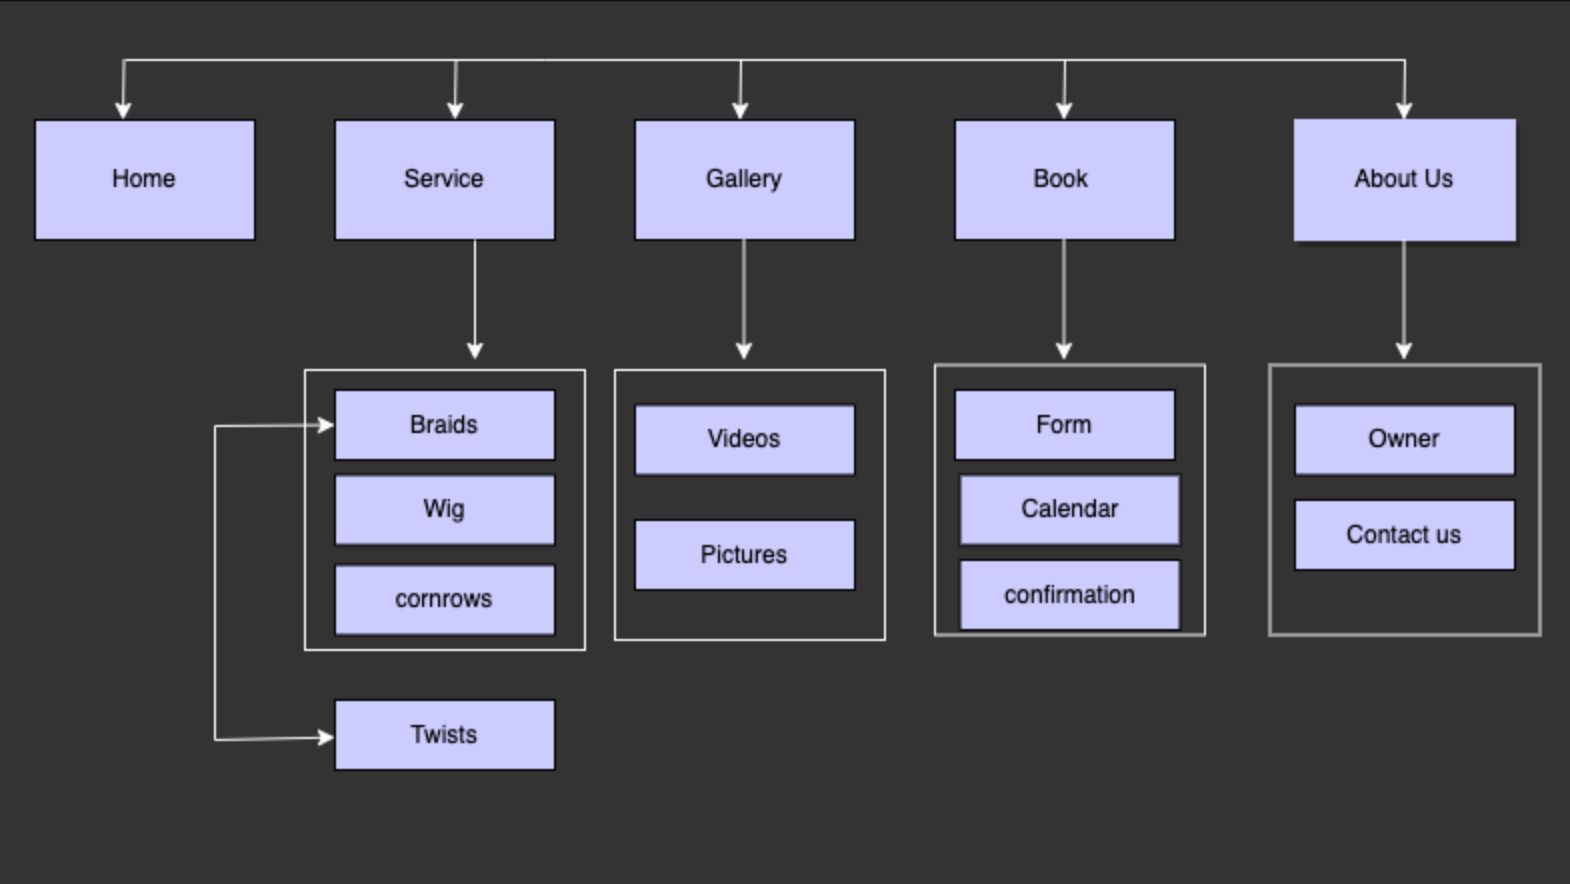 Home
Service
Gallery
Book
About Us
Braids
Wig
cornrows
Twists
Videos
Pictures
Form
Calendar
confirmation
Owner
Contact us